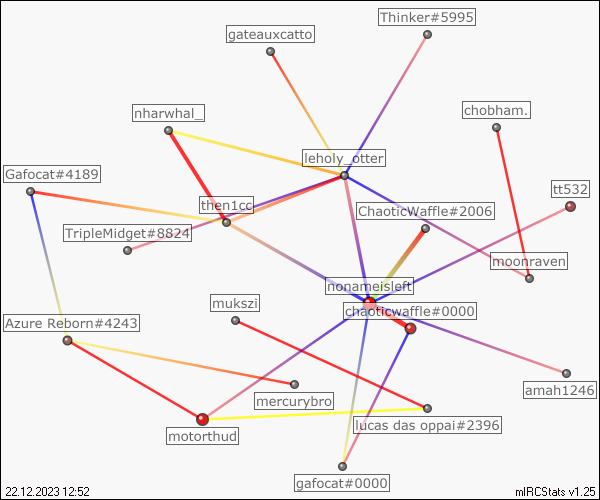 Thinker#5995
gateauxcatto
nharwhal_
chobham.
leholy_otter
Gafocat#4189
tt532
then1cc
ChaoticWaffle#2006
TripleMidget#8824
moonraven
nonameisleft
mukszi
chaoticwaffle#0000
Azure Reborn#4243
amah1246
mercurybro
lucas das oppai#2396
motorthud
gafocat#0000
22.12.2023 12:52
mIRCStats v1.25